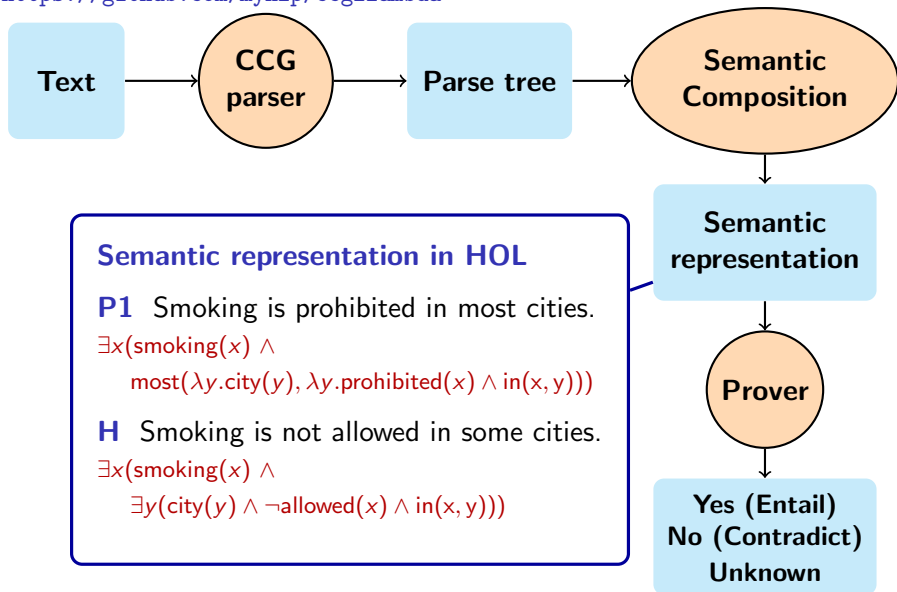 Text
CCG
parser
Parse tree
Semantic
Composition
Semantic
representation
Semantic representation in HOL
P1 Smoking is prohibited in most cities.
∃x(smoking(x) ∧
most(λy.city(y), λy.prohibited(x) ∧ in(x, y)))
H Smoking is not allowed in some cities.
∃x(smoking(x) ∧
∃y(city(y) ∧ ¬allowed(x) ∧ in(x, y)))
Prover
Yes (Entail)
No (Contradict)
Unknown